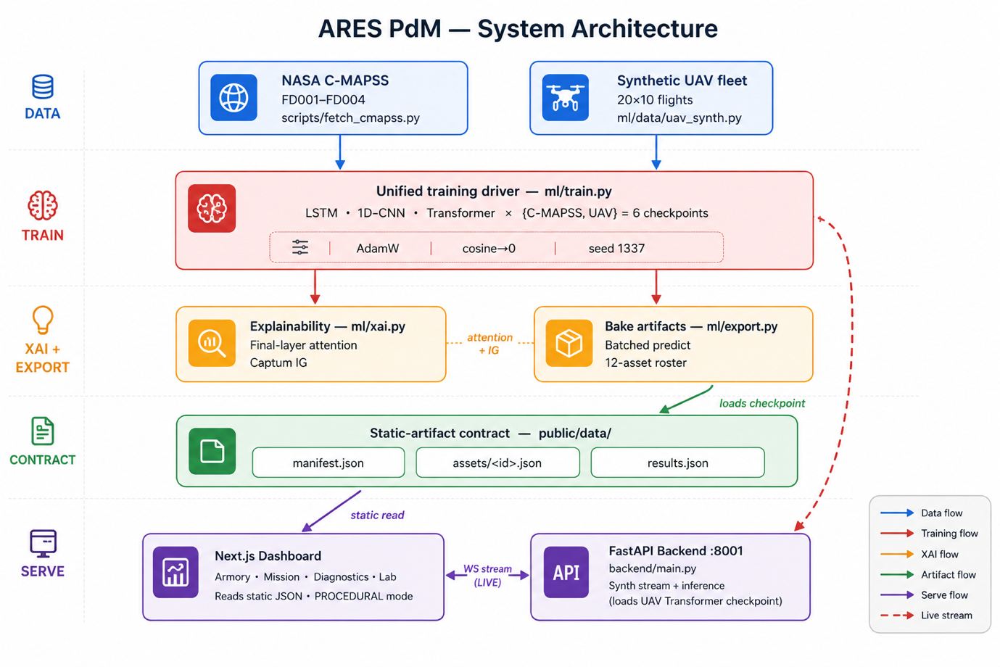 ARES PdM — System Architecture
DATA
NASA C-MAPSS
FD001–FD004
scripts/fetch_cmapss.py
Synthetic UAV fleet
20×10 flights
ml/data/uav_synth.py
TRAIN
Unified training driver — ml/train.py
LSTM • 1D-CNN • Transformer × {C-MAPSS, UAV} = 6 checkpoints
AdamW | cosine→0 | seed 1337
XAI +
EXPORT
Explainability — ml/xai.py
Final-layer attention
Captum IG
attention
+ IG
Bake artifacts — ml/export.py
Batched predict
12-asset roster
loads checkpoint
CONTRACT
Static-artifact contract — public/data/
manifest.json
assets/<id>.json
results.json
static read
SERVE
Next.js Dashboard
Armory • Mission • Diagnostics • Lab
Reads static JSON • PROCEDURAL mode
WS stream
(LIVE)
API
FastAPI Backend :8001
backend/main.py
Synth stream + inference
(loads UAV Transformer checkpoint)
Data flow
Training flow
XAI flow
Artifact flow
Serve flow
Live stream